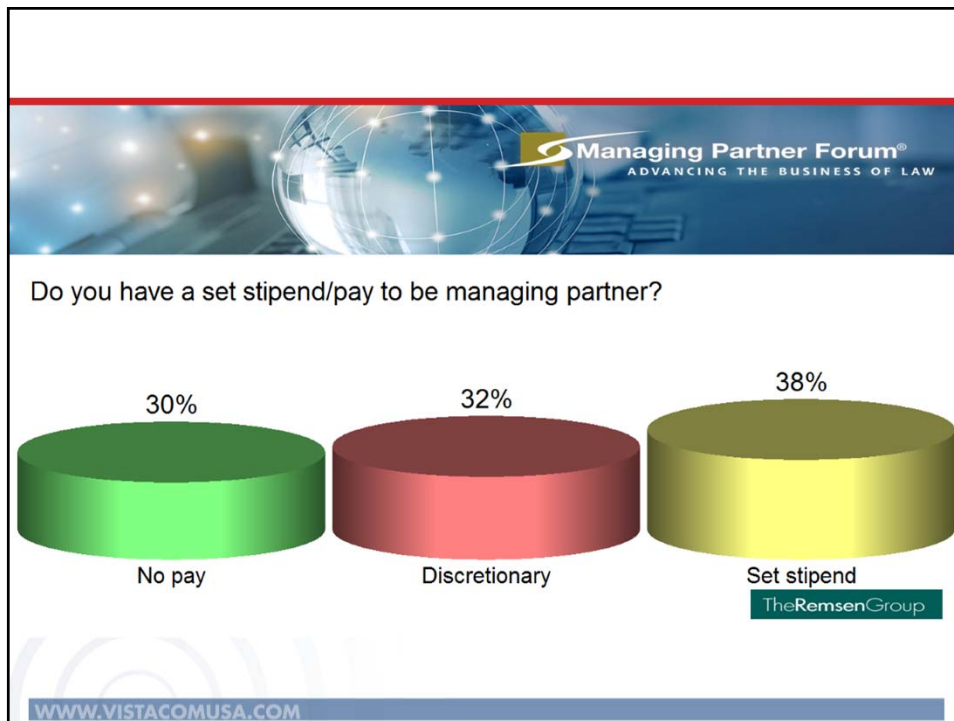 Managing Partner Forum®
ADVANCING THE BUSINESS OF LAW
Do you have a set stipend/pay to be managing partner?
30%
32%
38%
No pay
Discretionary
Set stipend
TheRemsenGroup
WWW.VISTACOMUSA.COM